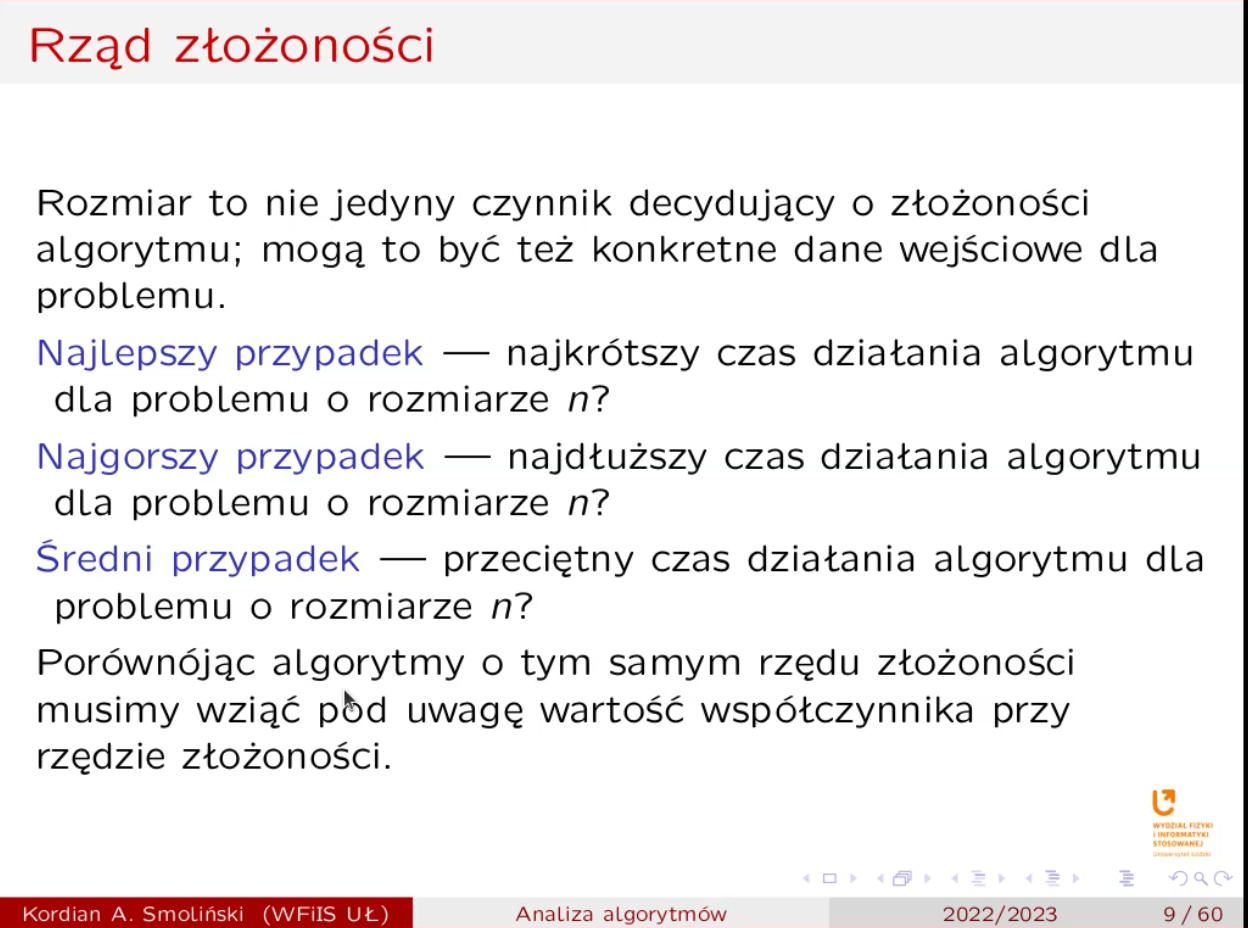 Rząd złożoności
Rozmiar to nie jedyny czynnik decydujący o złożoności
algorytmu; mogą to być też konkretne dane wejściowe dla
problemu.
Najlepszy przypadek — najkrótszy czas działania algorytmu
dla problemu o rozmiarze n?
Najgorszy przypadek — najdłuższy czas działania algorytmu
dla problemu o rozmiarze n?
Średni przypadek — przeciętny czas działania algorytmu dla
problemu o rozmiarze n?
Porównójąc algorytmy o tym samym rzędu złożoności
musimy wziąć pod uwagę wartość współczynnika przy
rzędzie złożoności.
WYDZIAŁ FIZYKI
I INFORMATYKI
STOSOWANEJ
Uniwersytet Łódzki
Kordian A. Smoliński (WFiIS UŁ) Analiza algorytmów 2022/2023 9 / 60